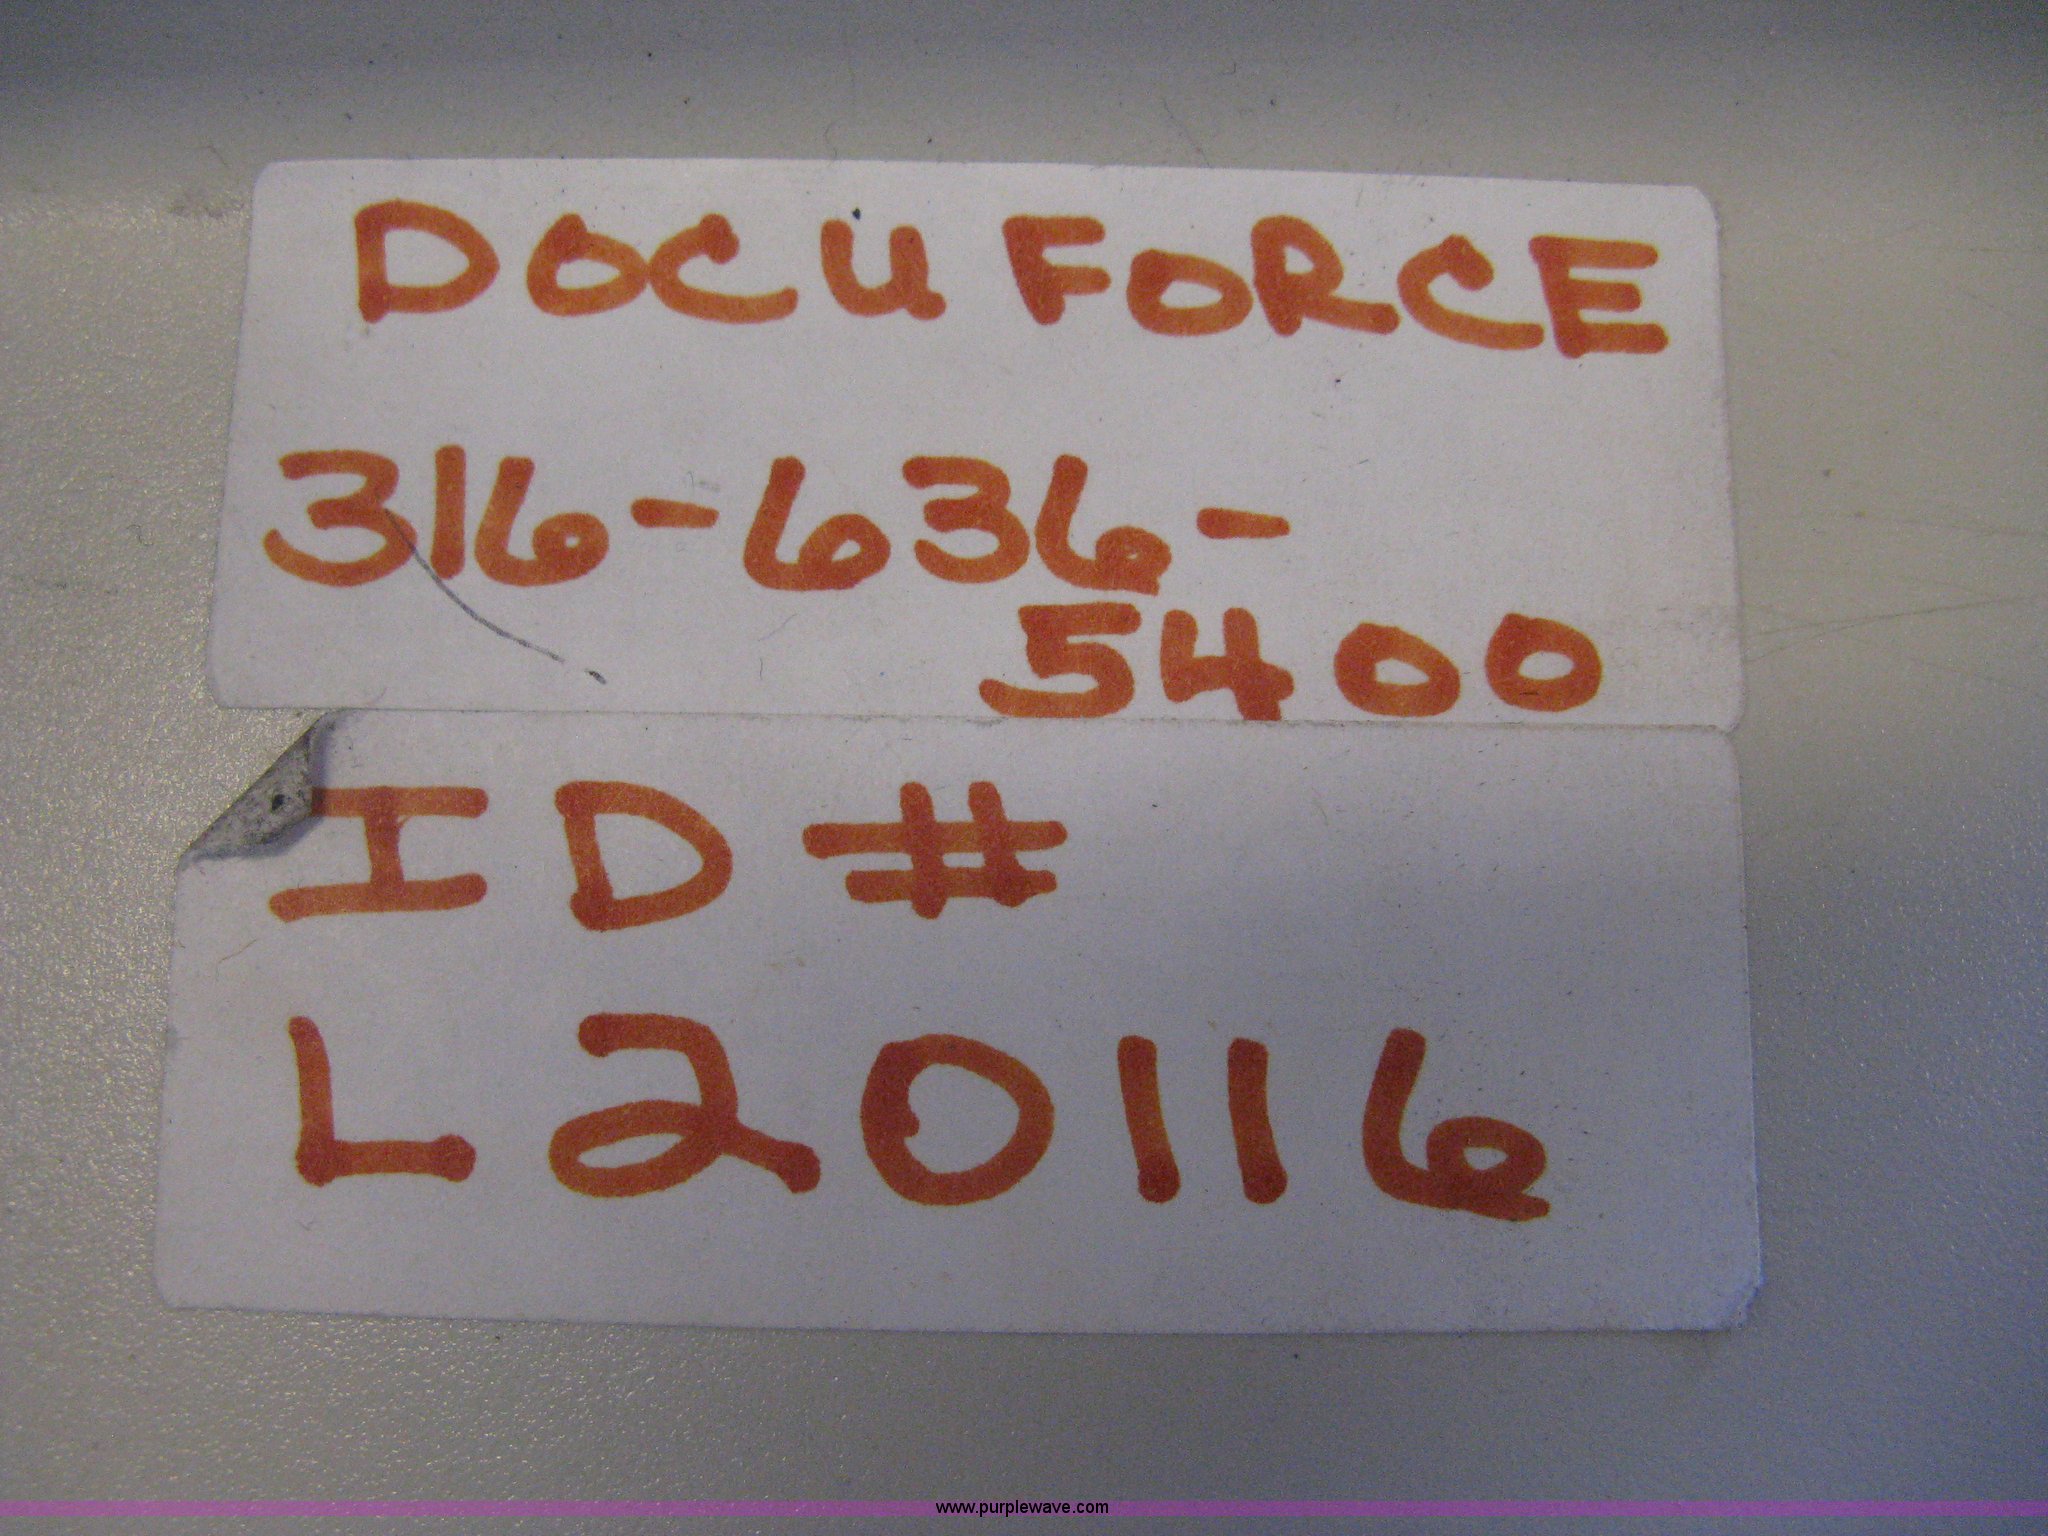 DOCU FORCE
316-636-
5400
ID #
L20116
www.purplewave.com